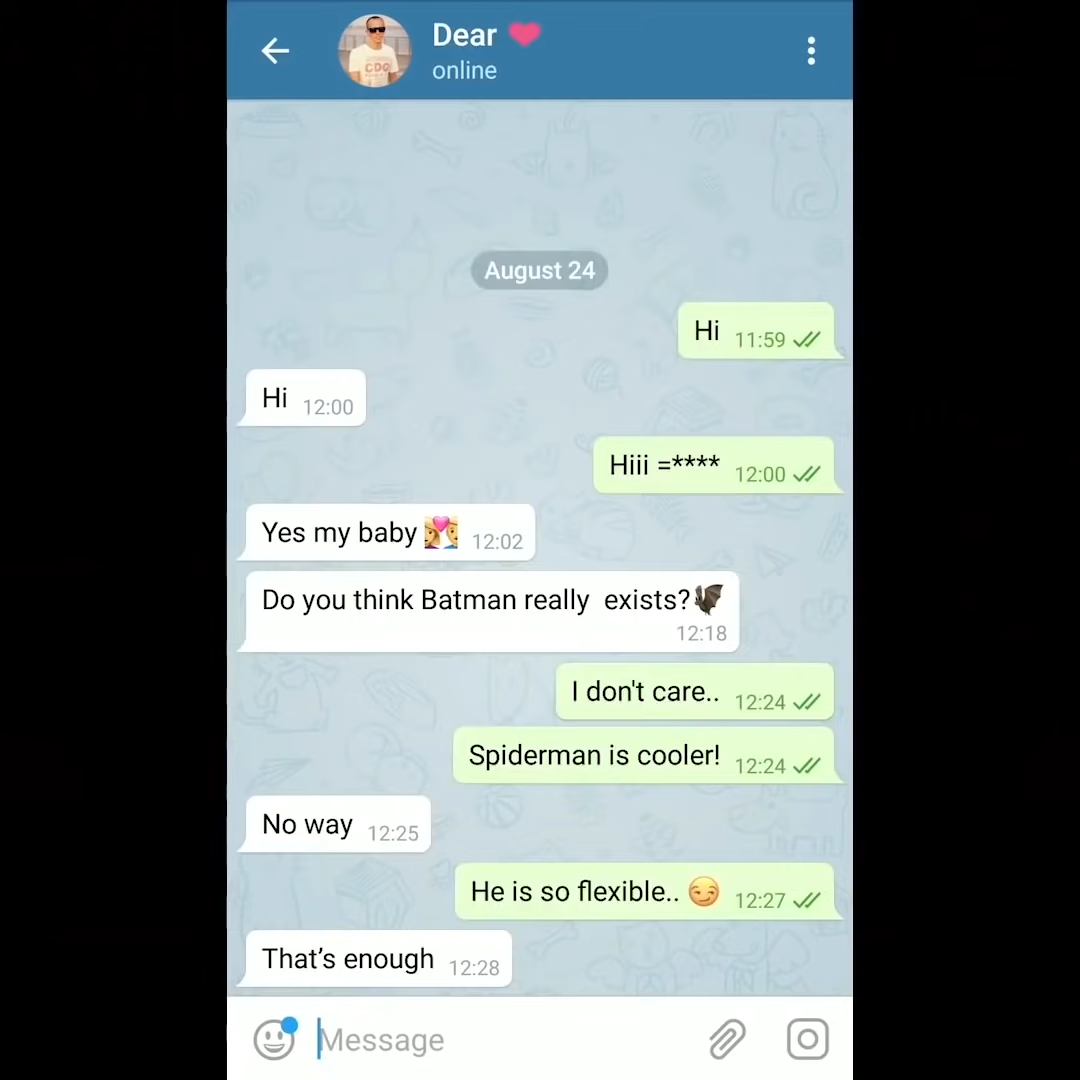 Dear ❤
online
CDG
August 24
Hi 11:59
Hi 12:00
Hiii =**** 12:00
Yes my baby 👩‍❤️‍👨 12:02
Do you think Batman really  exists?🦇
12:18
I don't care.. 12:24
Spiderman is cooler! 12:24
No way 12:25
He is so flexible.. 😏 12:27
That’s enough 12:28
Message